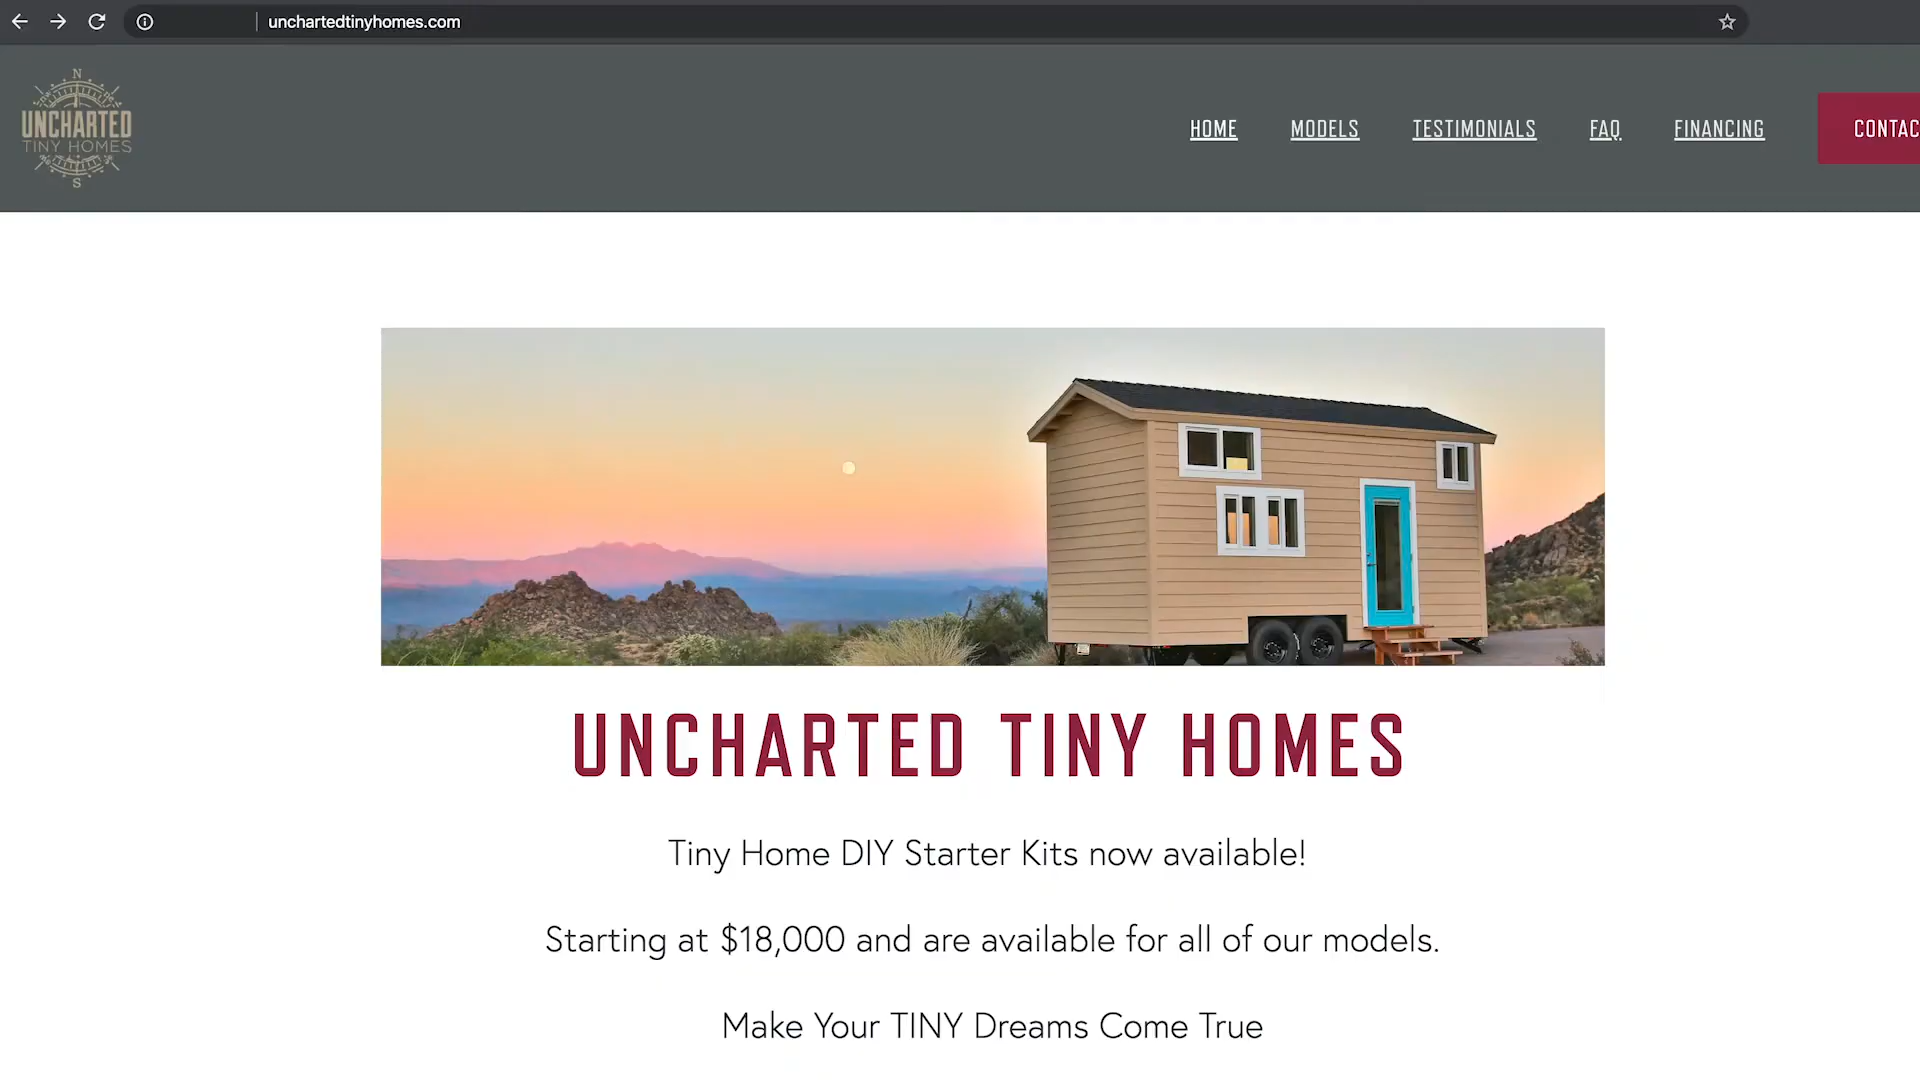 unchartedtinyhomes.com
N
UNCHARTED
TINY HOMES
S
HOME
MODELS
TESTIMONIALS
FAQ
FINANCING
CONTAC
UNCHARTED TINY HOMES
Tiny Home DIY Starter Kits now available!
Starting at $18,000 and are available for all of our models.
Make Your TINY Dreams Come True